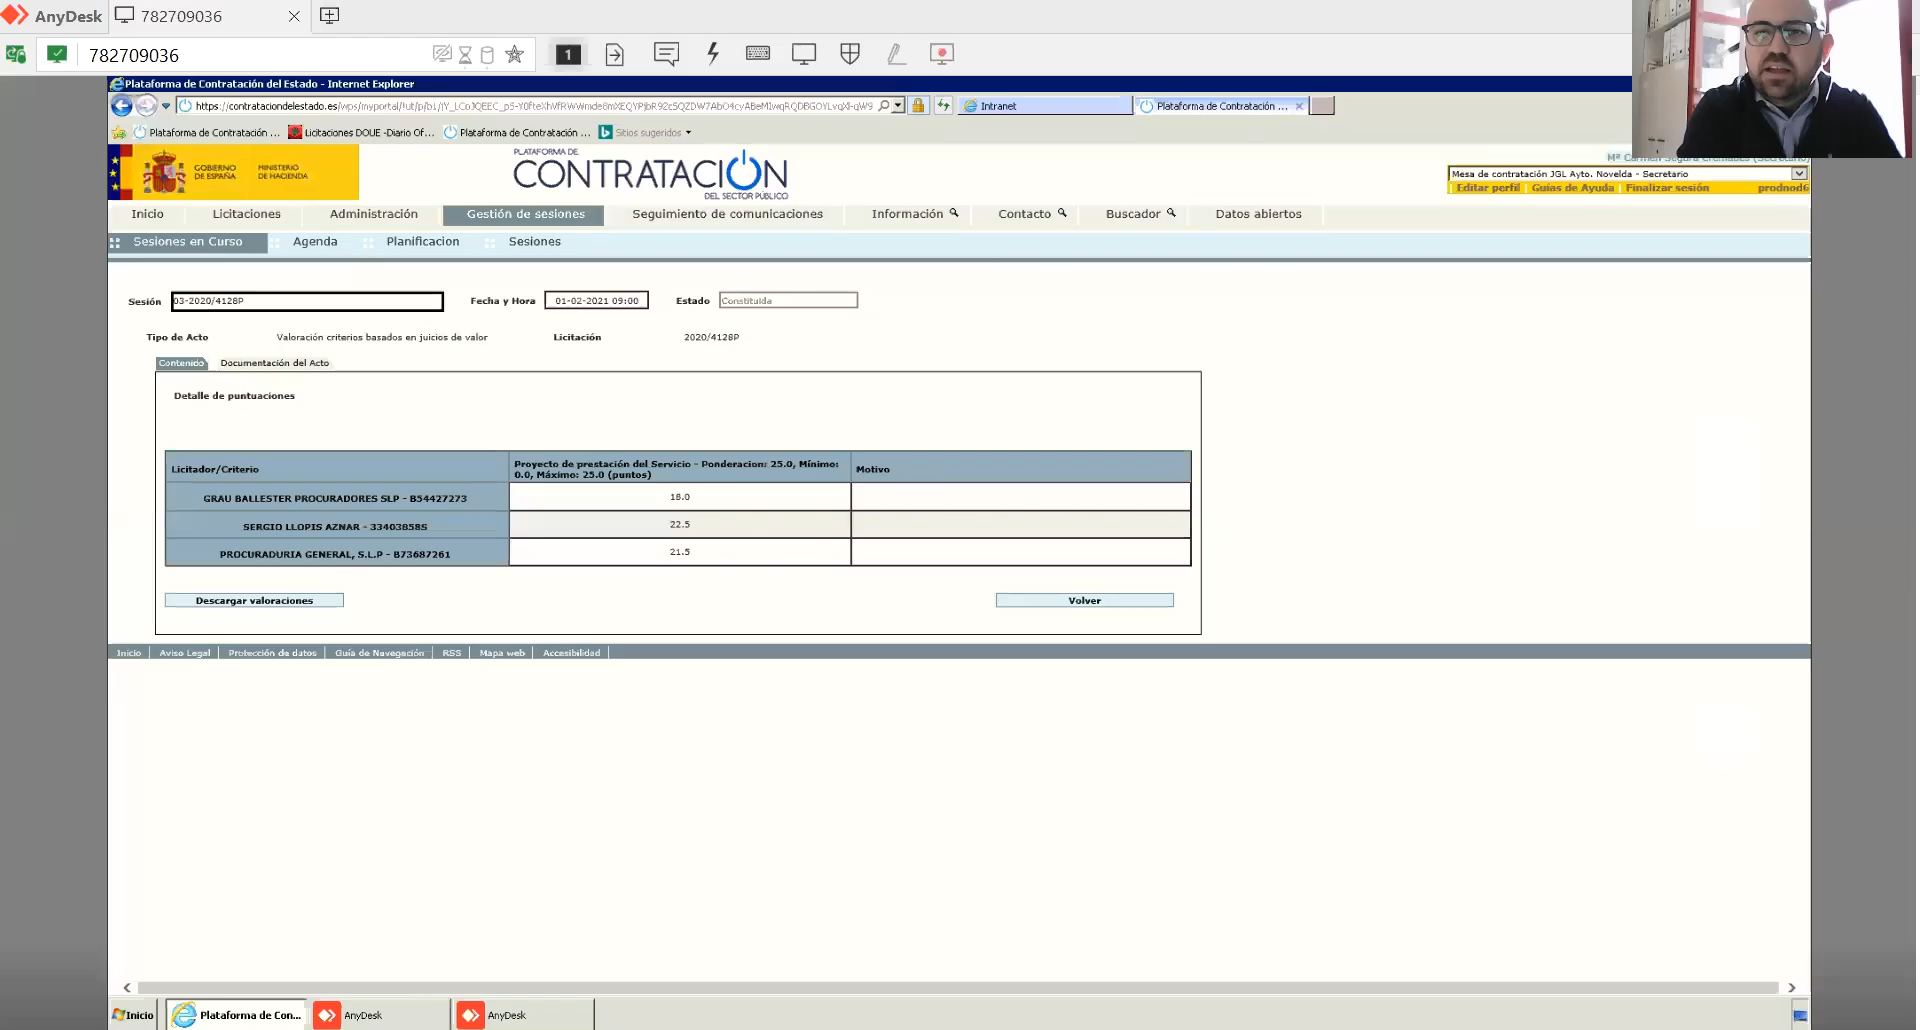 AnyDesk 782709036
782709036 1
Plataforma de Contratación del Estado - Internet Explorer
Intranet Plataforma de Contratación ...
Plataforma de Contratación ... Licitaciones DOUE -Diario Of... Plataforma de Contratación ... Sitios sugeridos
GOBIERNO DE ESPAÑA MINISTERIO DE HACIENDA
PLATAFORMA DE
CONTRATACIÓN
DEL SECTOR PÚBLICO
Mesa de contratación JGL Ayto. Novelda - Secretario
Editar perfil Guías de Ayuda Finalizar sesión prodnod6
Inicio Licitaciones Administración Gestión de sesiones Seguimiento de comunicaciones Información Contacto Buscador Datos abiertos
Sesiones en Curso Agenda Planificacion Sesiones
Sesión 03-2020/4128P Fecha y Hora 01-02-2021 09:00 Estado Constituida
Tipo de Acto Valoración criterios basados en juicios de valor Licitación 2020/4128P
Contenido Documentación del Acto
Detalle de puntuaciones
Licitador/Criterio Proyecto de prestación del Servicio - Ponderacion: 25.0, Mínimo: 0.0, Máximo: 25.0 (puntos) Motivo
GRAU BALLESTER PROCURADORES SLP - B54427273 18.0
SERGIO LLOPIS AZNAR - 33403858S 22.5
PROCURADURIA GENERAL, S.L.P - B73687261 21.5
Descargar valoraciones Volver
Inicio Aviso Legal Protección de datos Guía de Navegación RSS Mapa web Accesibilidad
Inicio Plataforma de Con... AnyDesk AnyDesk